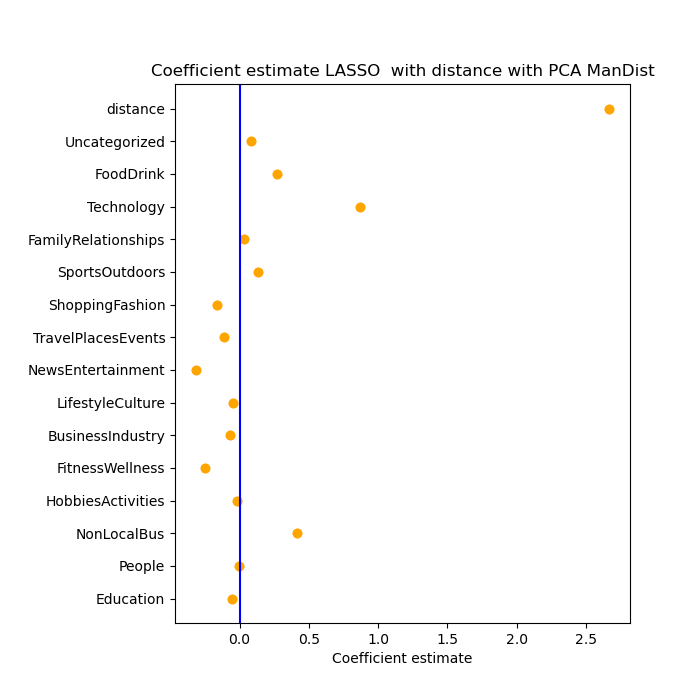 Coefficient estimate LASSO  with distance with PCA ManDist
distance
Uncategorized
FoodDrink
Technology
FamilyRelationships
SportsOutdoors
ShoppingFashion
TravelPlacesEvents
NewsEntertainment
LifestyleCulture
BusinessIndustry
FitnessWellness
HobbiesActivities
NonLocalBus
People
Education
0.0 0.5 1.0 1.5 2.0 2.5
Coefficient estimate